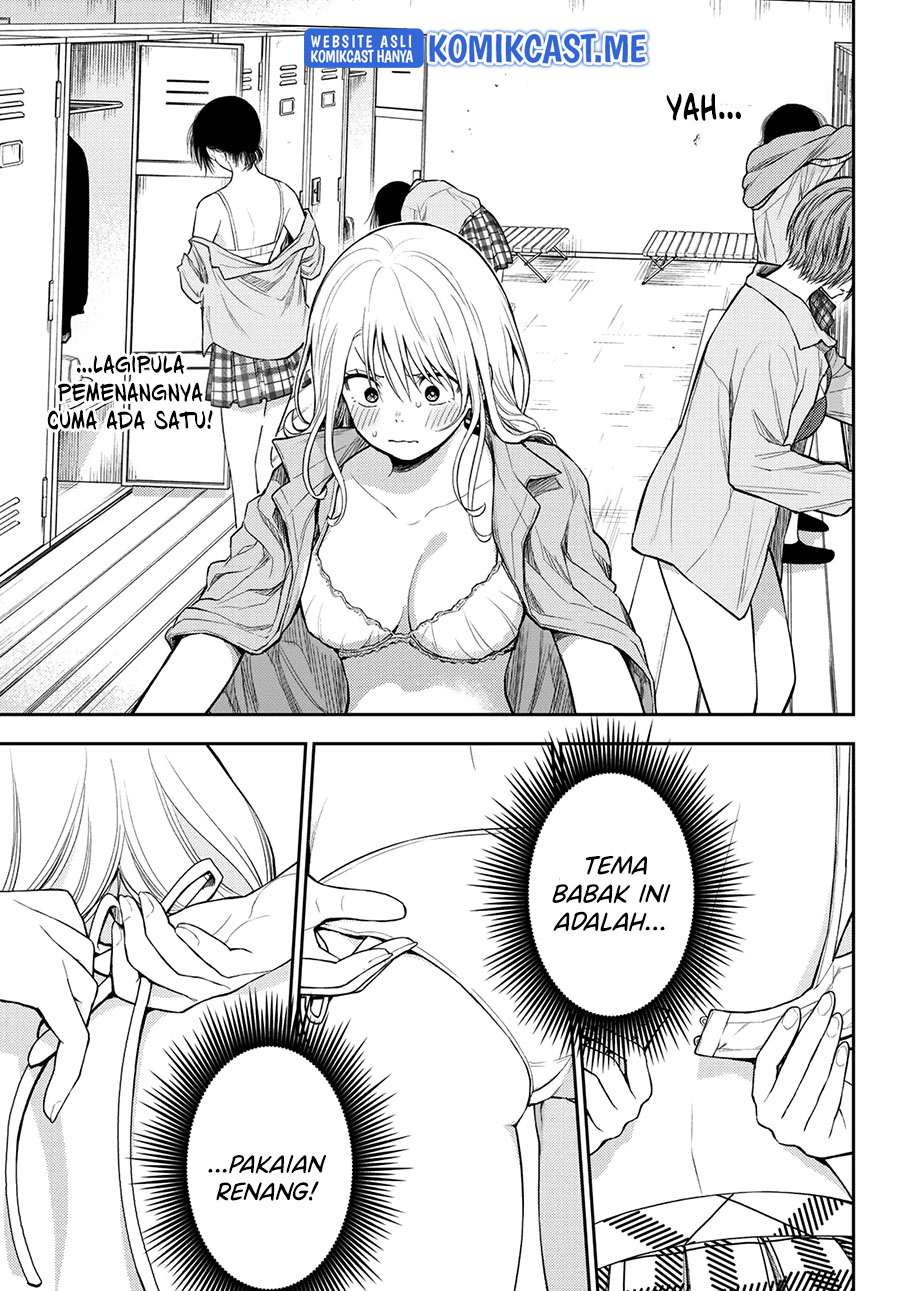 WEBSITE ASLI
KOMIKCAST HANYA
KOMIKCAST.ME
YAH...
...LAGIPULA
PEMENANGNYA
CUMA ADA SATU!
TEMA
BABAK INI
ADALAH...
...PAKAIAN
RENANG!